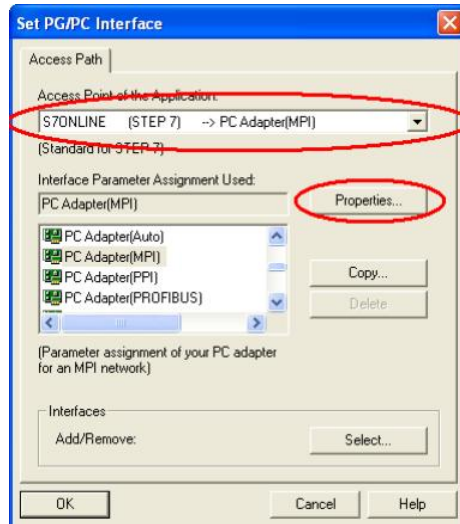 Set PG/PC Interface
Access Path
Access Point of the Application:
S7ONLINE (STEP 7) --> PC Adapter(MPI)
(Standard for STEP 7)
Interface Parameter Assignment Used:
PC Adapter(MPI)
Properties...
PC Adapter(Auto)
PC Adapter(MPI)
PC Adapter(PPI)
PC Adapter(PROFIBUS)
Copy...
Delete
(Parameter assignment of your PC adapter
for an MPI network)
Interfaces
Add/Remove:
Select...
OK
Cancel
Help